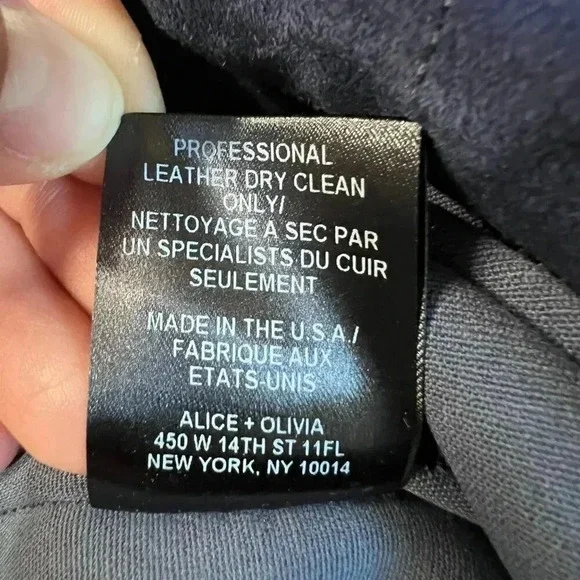 PROFESSIONAL
LEATHER DRY CLEAN
ONLY/
NETTOYAGE A SEC PAR
UN SPECIALISTS DU CUIR
SEULEMENT
MADE IN THE U.S.A./
FABRIQUE AUX
ETATS-UNIS
ALICE + OLIVIA
450 W 14TH ST 11FL
NEW YORK, NY 10014